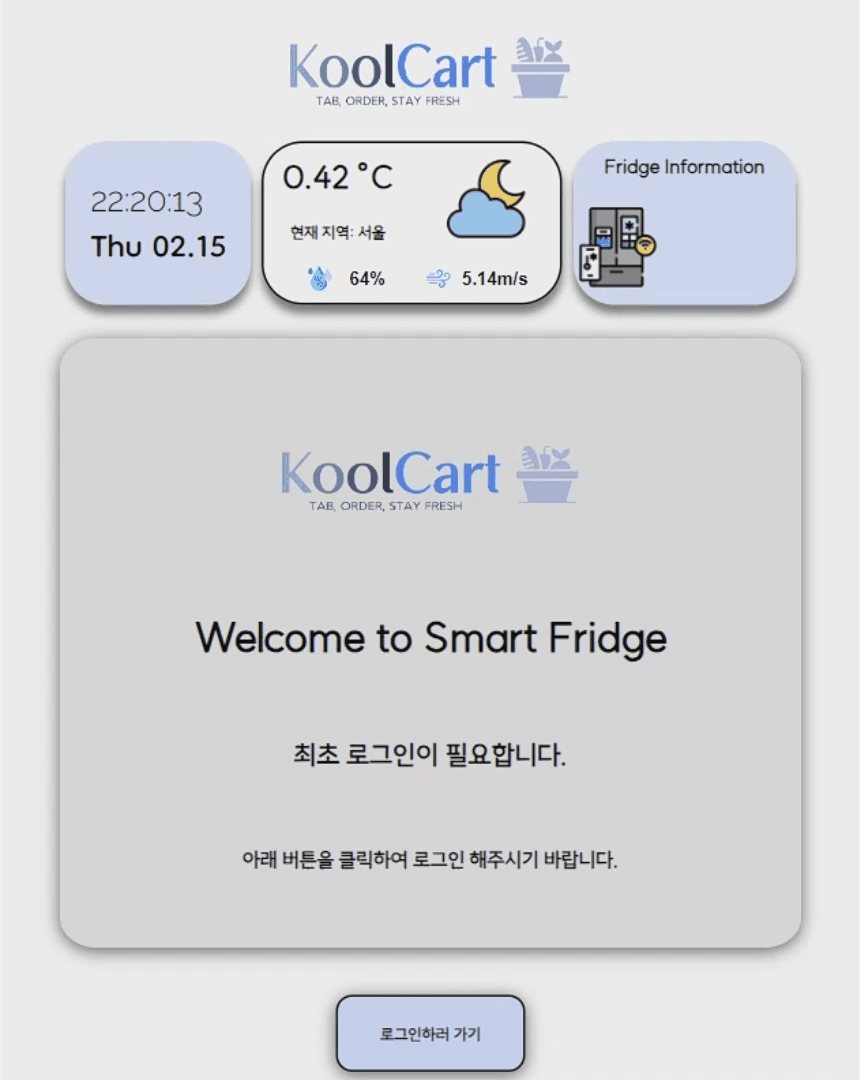 KoolCart
TAB, ORDER, STAY FRESH
22:20:13
Thu 02.15
0.42 °C
현재 지역: 서울
64%
5.14m/s
Fridge Information
KoolCart
TAB, ORDER, STAY FRESH
Welcome to Smart Fridge
최초 로그인이 필요합니다.
아래 버튼을 클릭하여 로그인 해주시기 바랍니다.
로그인하러 가기